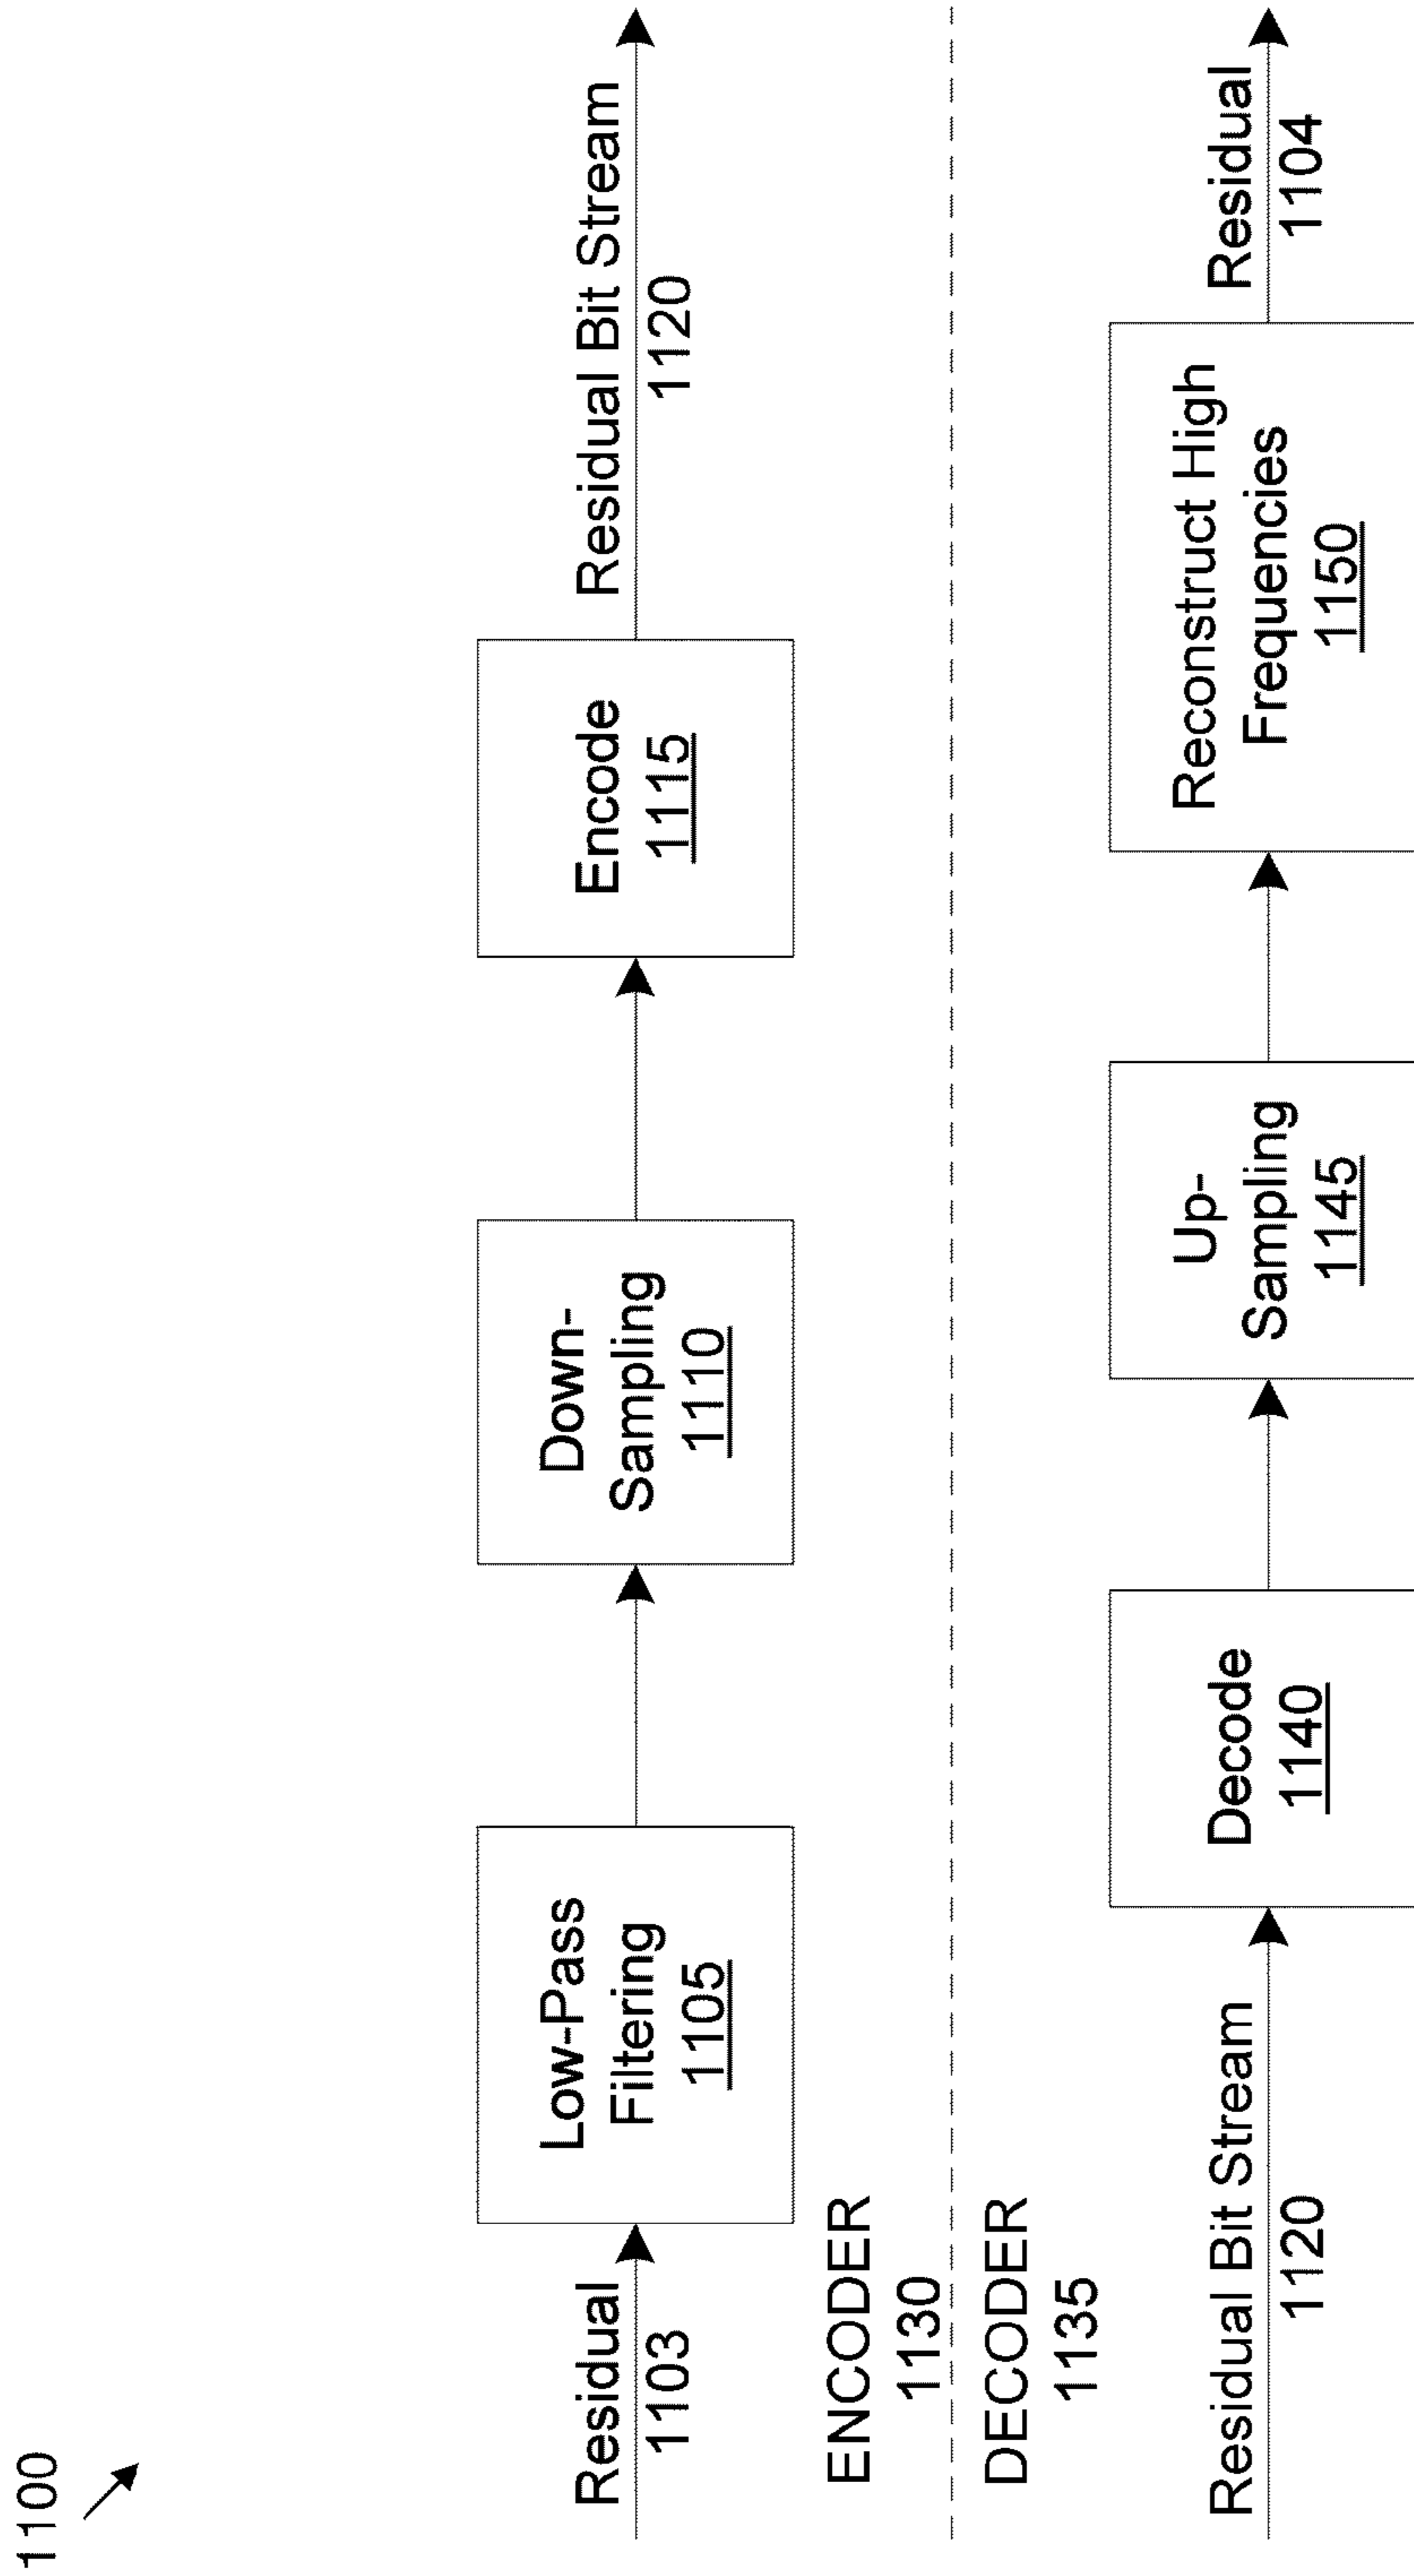 1100
Residual
1103
Low-Pass
Filtering
1105
Down-
Sampling
1110
Encode
1115
Residual Bit Stream
1120
ENCODER
1130
DECODER
1135
Residual Bit Stream
1120
Decode
1140
Up-
Sampling
1145
Reconstruct High
Frequencies
1150
Residual
1104